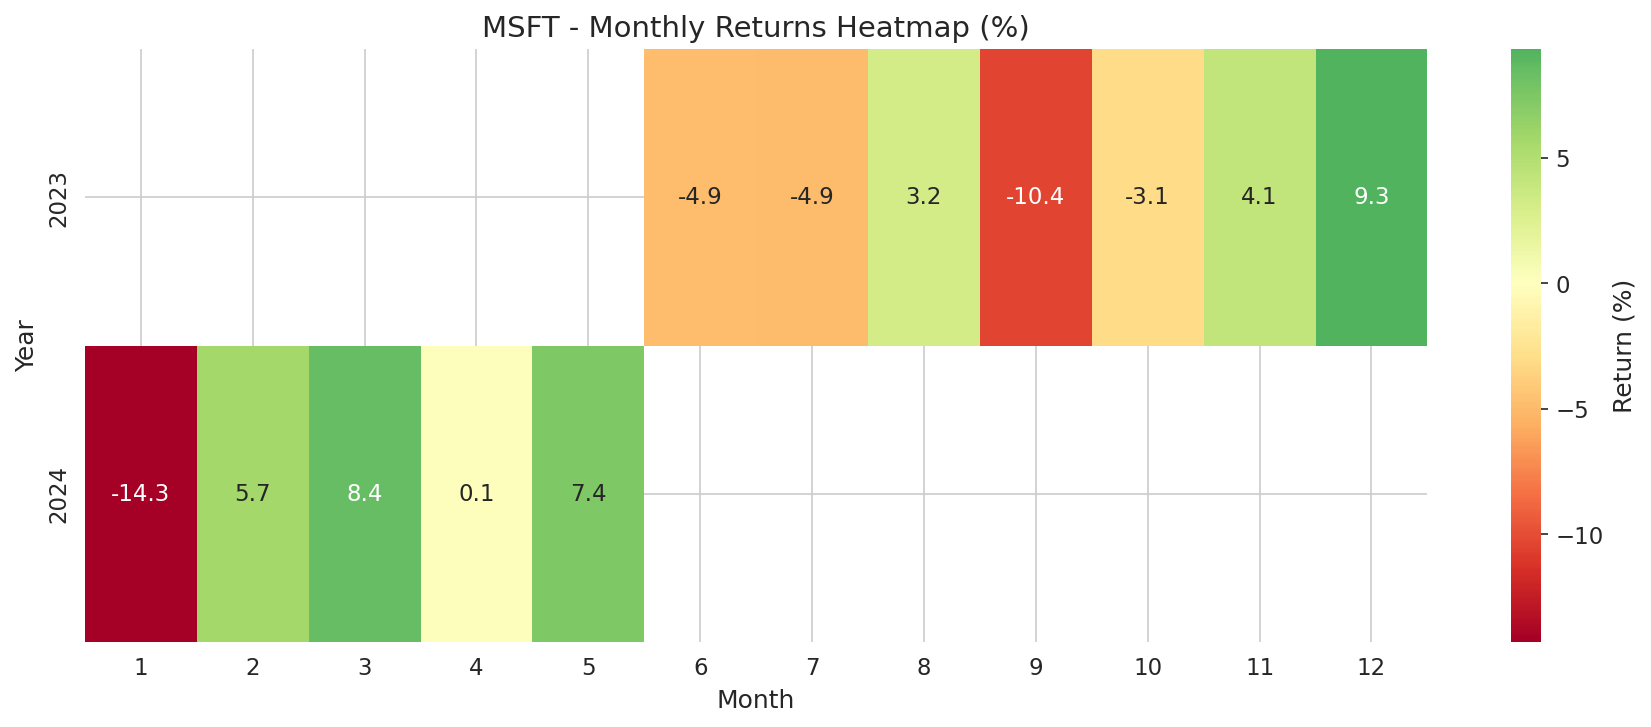 MSFT - Monthly Returns Heatmap (%)
Year
2023
-4.9 -4.9 3.2 -10.4 -3.1 4.1 9.3
2024
-14.3 5.7 8.4 0.1 7.4
1 2 3 4 5 6 7 8 9 10 11 12
Month
5
0
−5
−10
Return (%)